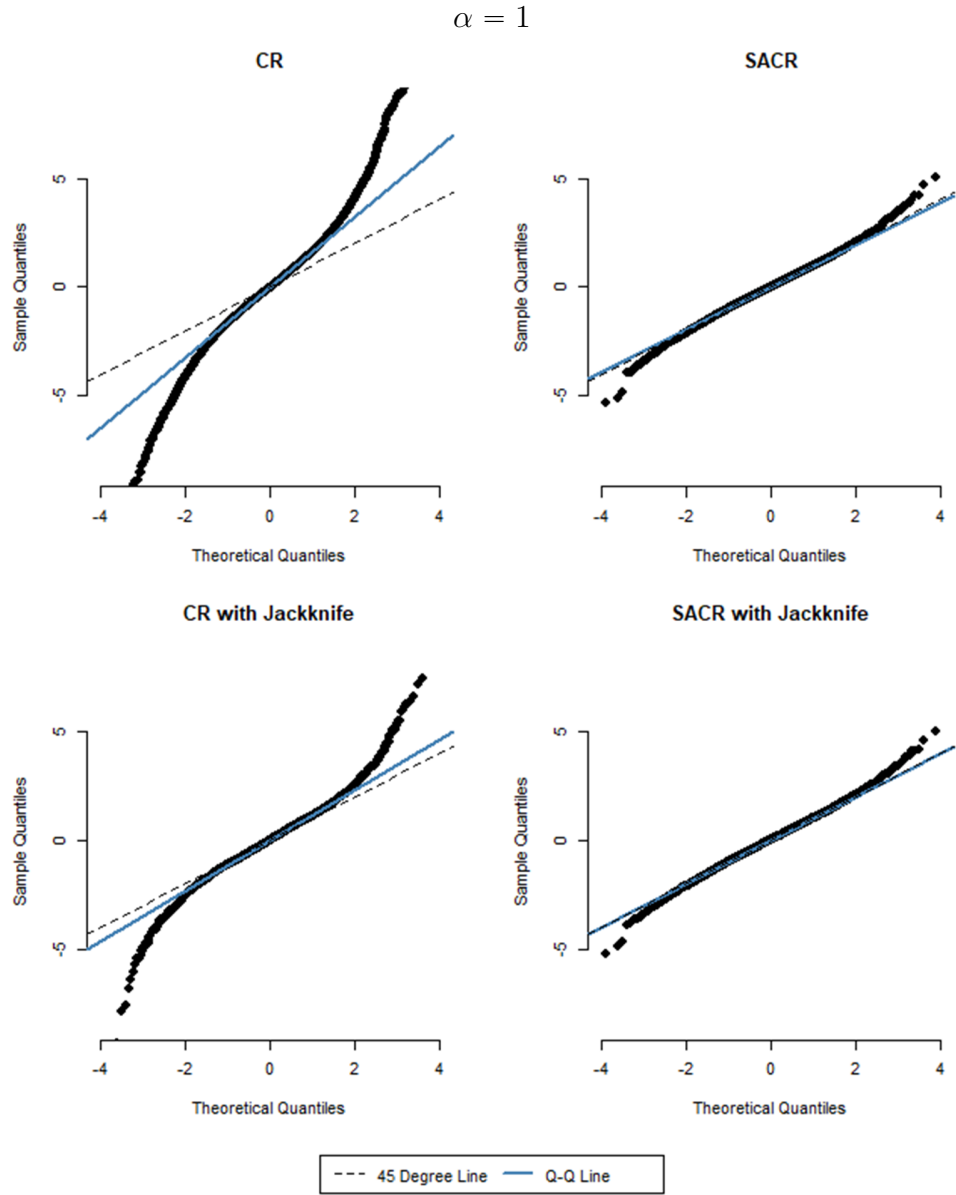 α = 1
CR
SACR
5
0
-5
Sample Quantiles
-4 -2 0 2 4
Theoretical Quantiles
5
0
-5
Sample Quantiles
-4 -2 0 2 4
Theoretical Quantiles
CR with Jackknife
SACR with Jackknife
5
0
-5
Sample Quantiles
-4 -2 0 2 4
Theoretical Quantiles
5
0
-5
Sample Quantiles
-4 -2 0 2 4
Theoretical Quantiles
45 Degree Line Q-Q Line